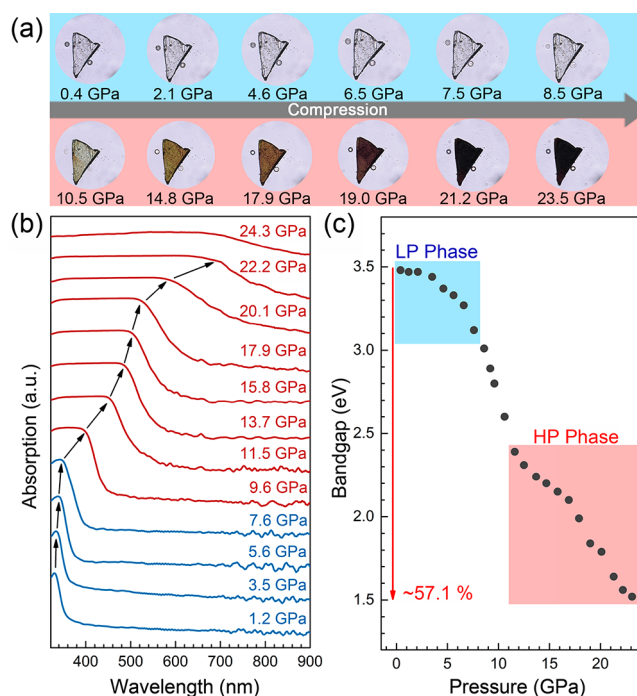 (a)
0.4 GPa 2.1 GPa 4.6 GPa 6.5 GPa 7.5 GPa 8.5 GPa
Compression
10.5 GPa 14.8 GPa 17.9 GPa 19.0 GPa 21.2 GPa 23.5 GPa
(b)
24.3 GPa
22.2 GPa
20.1 GPa
17.9 GPa
15.8 GPa
13.7 GPa
11.5 GPa
9.6 GPa
7.6 GPa
5.6 GPa
3.5 GPa
1.2 GPa
Absorption (a.u.)
400 500 600 700 800 900
Wavelength (nm)
(c)
LP Phase
HP Phase
~57.1 %
Bandgap (eV)
3.5
3.0
2.5
2.0
1.5
0 5 10 15 20
Pressure (GPa)